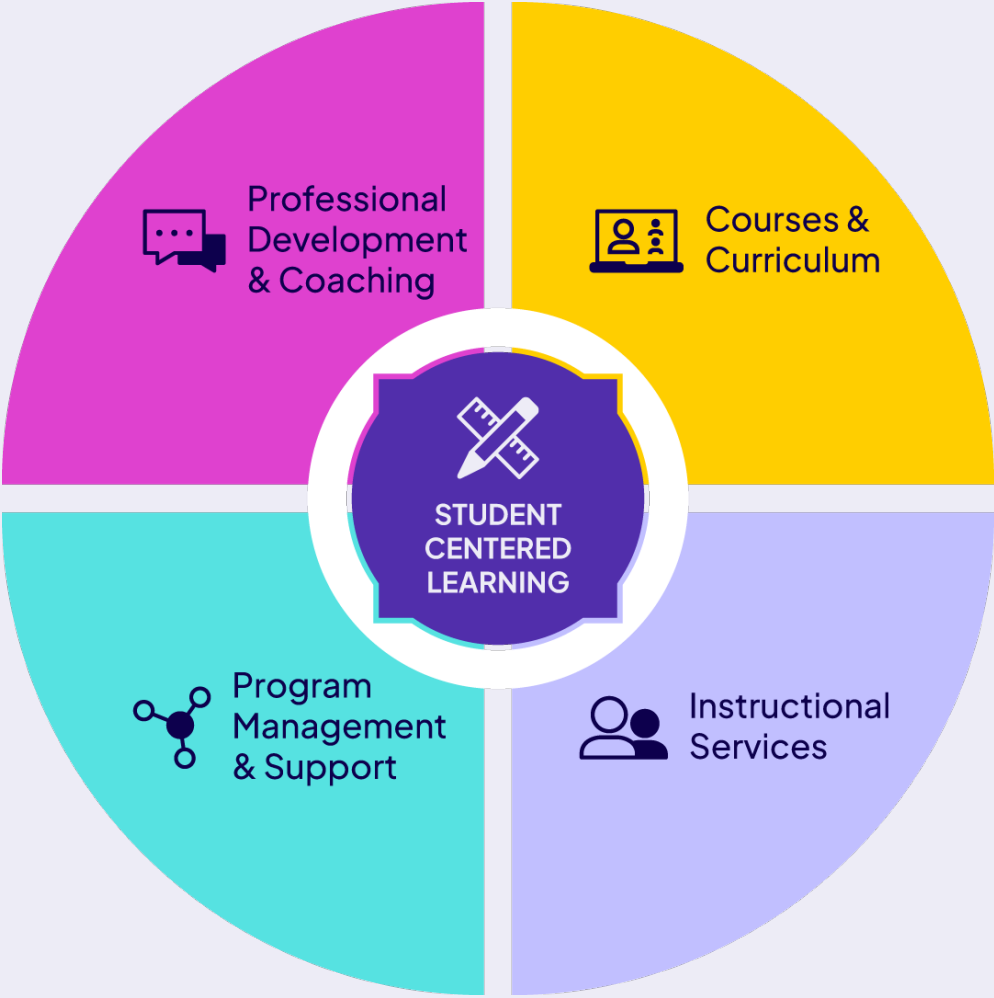 Professional
Development
& Coaching
Courses &
Curriculum
STUDENT
CENTERED
LEARNING
Program
Management
& Support
Instructional
Services